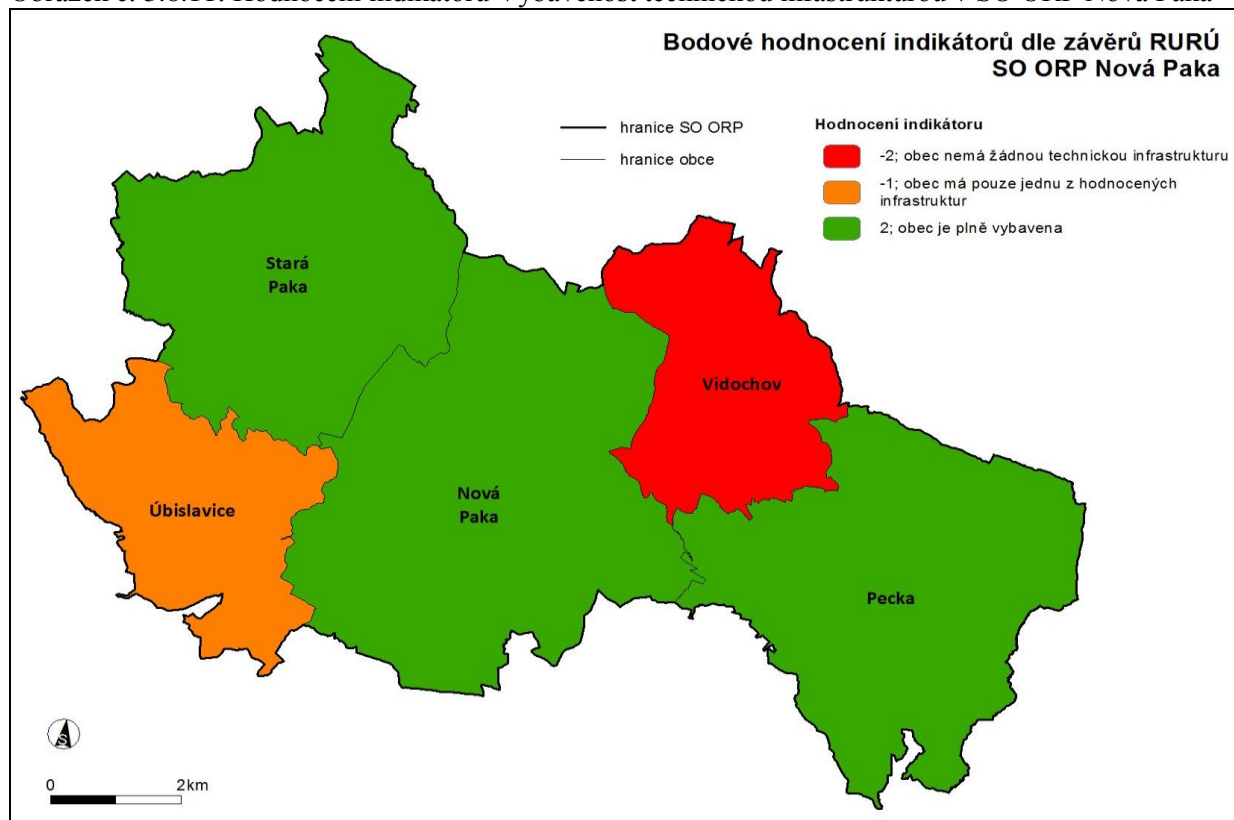 Bodové hodnocení indikátorů dle závěrů RURÚ
SO ORP Nová Paka
hranice SO ORP
hranice obce
Hodnocení indikátoru
-2; obec nemá žádnou technickou infrastrukturu
-1; obec má pouze jednu z hodnocených
infrastruktur
2; obec je plně vybavena
Stará
Paka
Vidochov
Úbislavice
Nová
Paka
Pecka
S
0 2km